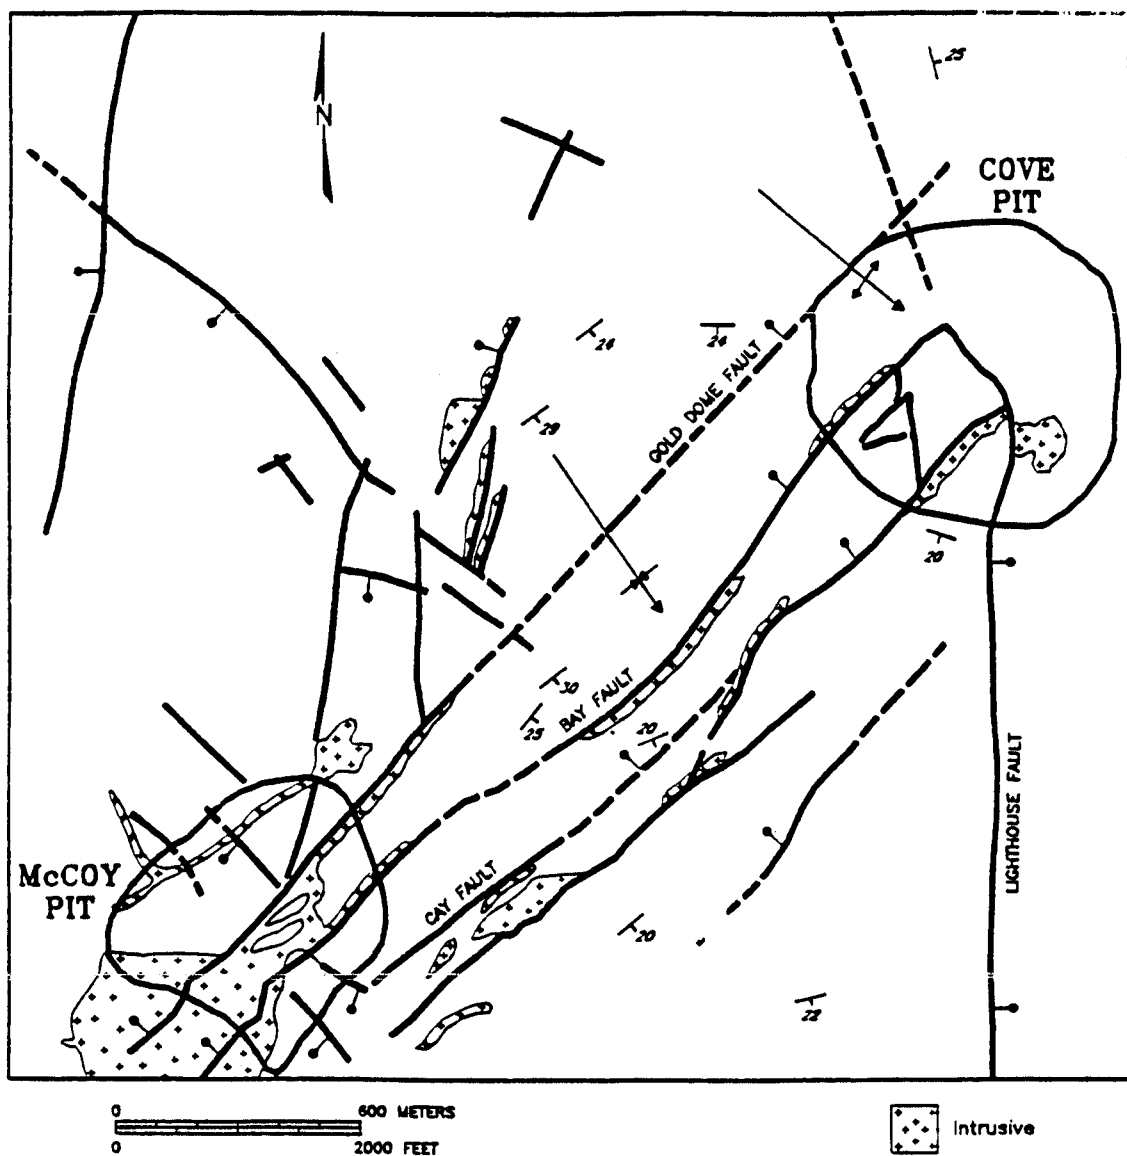 25
N
COVE
PIT
24
24
GOLD DOME FAULT
29
20
30
BAY FAULT
25
20
LIGHTHOUSE FAULT
McCOY
PIT
CAY FAULT
20
22
0
600 METERS
0
2000 FEET
Intrusive